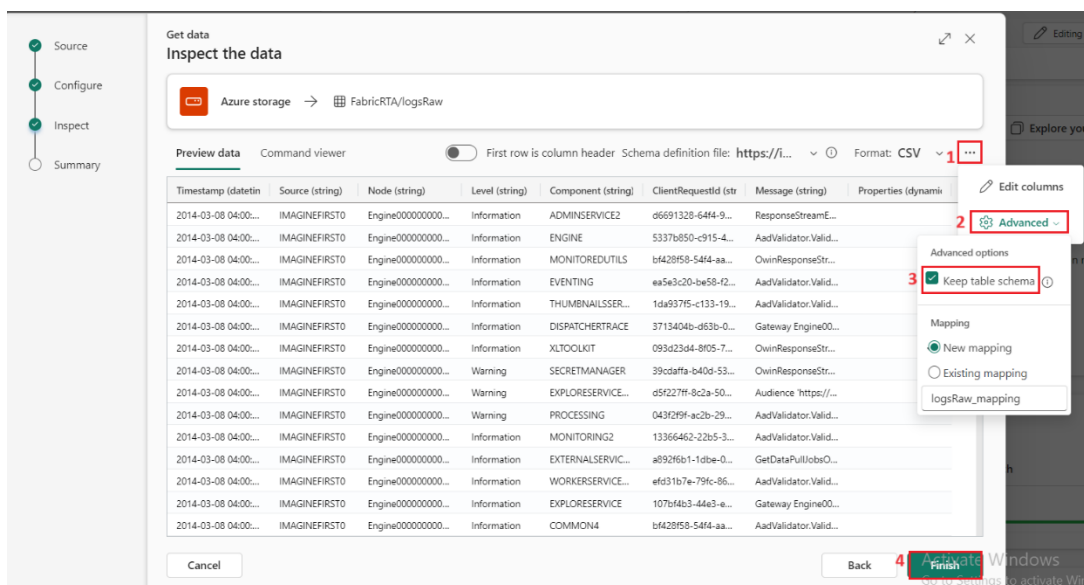 Source
Configure
Inspect
Summary
Get data
Inspect the data
Azure storage → FabricRTA/logsRaw
Preview data Command viewer First row is column header Schema definition file: https://i... Format: CSV 1 ...
Timestamp (datetin Source (string) Node (string) Level (string) Component (string) ClientRequestId (str Message (string) Properties (dynamic
2014-03-08 04:00:... IMAGINEFIRST0 Engine000000000... Information ADMINSERVICE2 d6691328-64f4-9... ResponseStreamE...
2014-03-08 04:00:... IMAGINEFIRST0 Engine000000000... Information ENGINE 5337b850-c915-4... AadValidator.Valid...
2014-03-08 04:00:... IMAGINEFIRST0 Engine000000000... Information MONITOREDUTILS bf428f58-54f4-aa... OwinResponseStr...
2014-03-08 04:00:... IMAGINEFIRST0 Engine000000000... Information EVENTING ea5e3c20-be58-f2... AadValidator.Valid...
2014-03-08 04:00:... IMAGINEFIRST0 Engine000000000... Information THUMBNAILSSER... 1da937f5-c133-19... AadValidator.Valid...
2014-03-08 04:00:... IMAGINEFIRST0 Engine000000000... Information DISPATCHERTRACE 3713404b-d63b-0... Gateway Engine00...
2014-03-08 04:00:... IMAGINEFIRST0 Engine000000000... Information XLTOOLKIT 093d23d4-8f05-7... OwinResponseStr...
2014-03-08 04:00:... IMAGINEFIRST0 Engine000000000... Warning SECRETMANAGER 39cdaffa-b40d-53... OwinResponseStr...
2014-03-08 04:00:... IMAGINEFIRST0 Engine000000000... Warning EXPLORESERVICE... d5f227ff-8c2a-50... Audience 'https://...
2014-03-08 04:00:... IMAGINEFIRST0 Engine000000000... Warning PROCESSING 043f2f9f-ac2b-29... AadValidator.Valid...
2014-03-08 04:00:... IMAGINEFIRST0 Engine000000000... Information MONITORING2 13366462-22b5-3... AadValidator.Valid...
2014-03-08 04:00:... IMAGINEFIRST0 Engine000000000... Information EXTERNALSERVIC... a892f6b1-1dbe-0... GetDataPullJobsO...
2014-03-08 04:00:... IMAGINEFIRST0 Engine000000000... Information WORKERSERVICE... efd31b7e-79fc-86... AadValidator.Valid...
2014-03-08 04:00:... IMAGINEFIRST0 Engine000000000... Information EXPLORESERVICE 107bf4b3-44e3-e... Gateway Engine00...
2014-03-08 04:00:... IMAGINEFIRST0 Engine000000000... Information COMMON4 bf428f58-54f4-aa... AadValidator.Valid...
Edit columns
2 Advanced
Advanced options
3 Keep table schema
Mapping
New mapping
Existing mapping
logsRaw_mapping
Editing
Explore you
h
Cancel Back 4 Finish
Activate Windows
Go to Settings to activate Wi